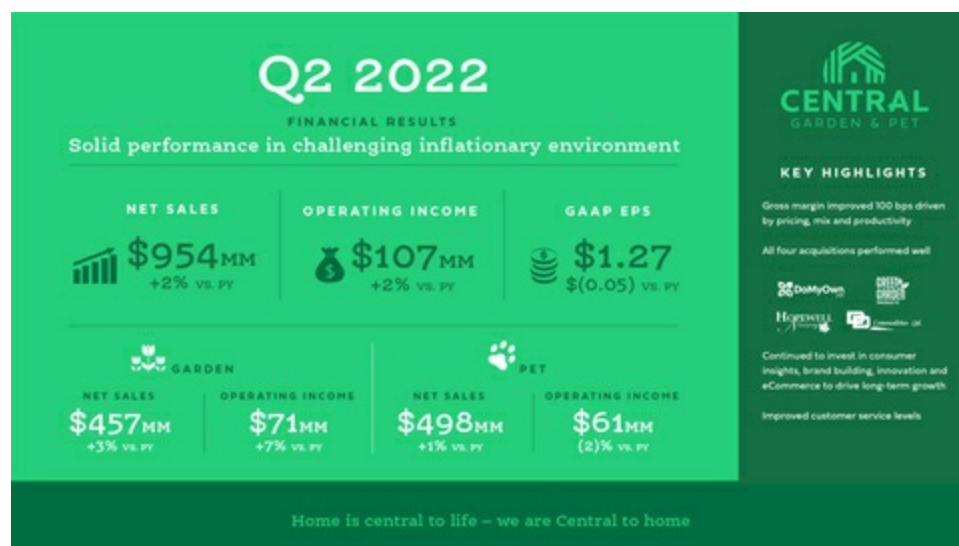 Q2 2022
FINANCIAL RESULTS
Solid performance in challenging inflationary environment
NET SALES
$954MM
+2% VS. PY
OPERATING INCOME
$107MM
+2% VS. PY
GAAP EPS
$1.27
$(0.05) VS. PY
GARDEN
NET SALES
$457MM
+3% VS. PY
OPERATING INCOME
$71MM
+7% VS. PY
PET
NET SALES
$498MM
+1% VS. PY
OPERATING INCOME
$61MM
(2)% VS. PY
CENTRAL
GARDEN & PET
KEY HIGHLIGHTS
Gross margin improved 100 bps driven
by pricing, mix and productivity
All four acquisitions performed well
DoMyOwn
GREEN
GARDEN
HOPEWELL
Continued to invest in consumer
insights, brand building, innovation and
eCommerce to drive long-term growth
Improved customer service levels
Home is central to life – we are Central to home